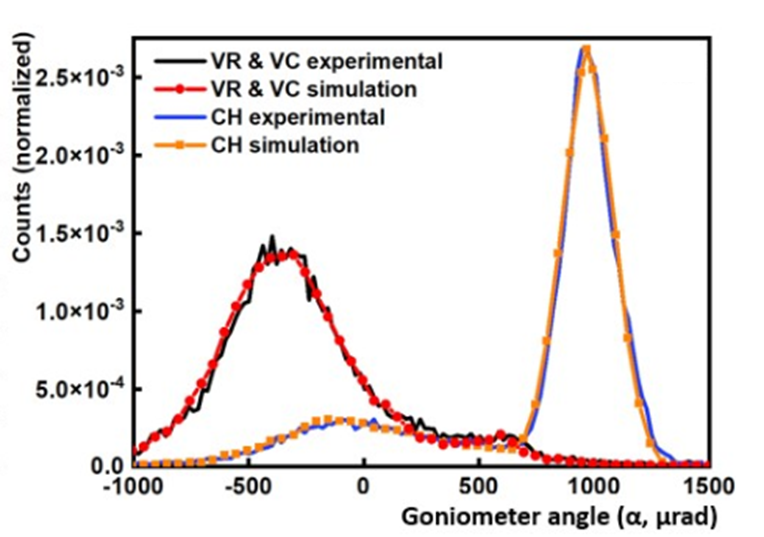 Counts (normalized)
2.5×10-3
2.0×10-3
1.5×10-3
1.0×10-3
5.0×10-4
0.0
VR & VC experimental
VR & VC simulation
CH experimental
CH simulation
-1000 -500 0 500 1000 1500
Goniometer angle (α, μrad)